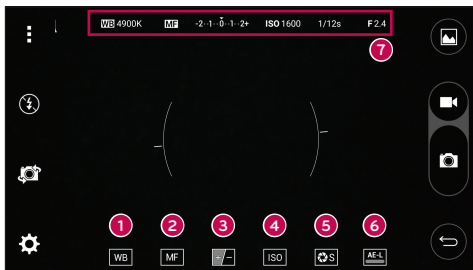 WB 4900K MF -2··1··0··1··2+ ISO 1600 1/12s F 2.4
7
1 2 3 4 5 6
WB MF +/- ISO S AE-L